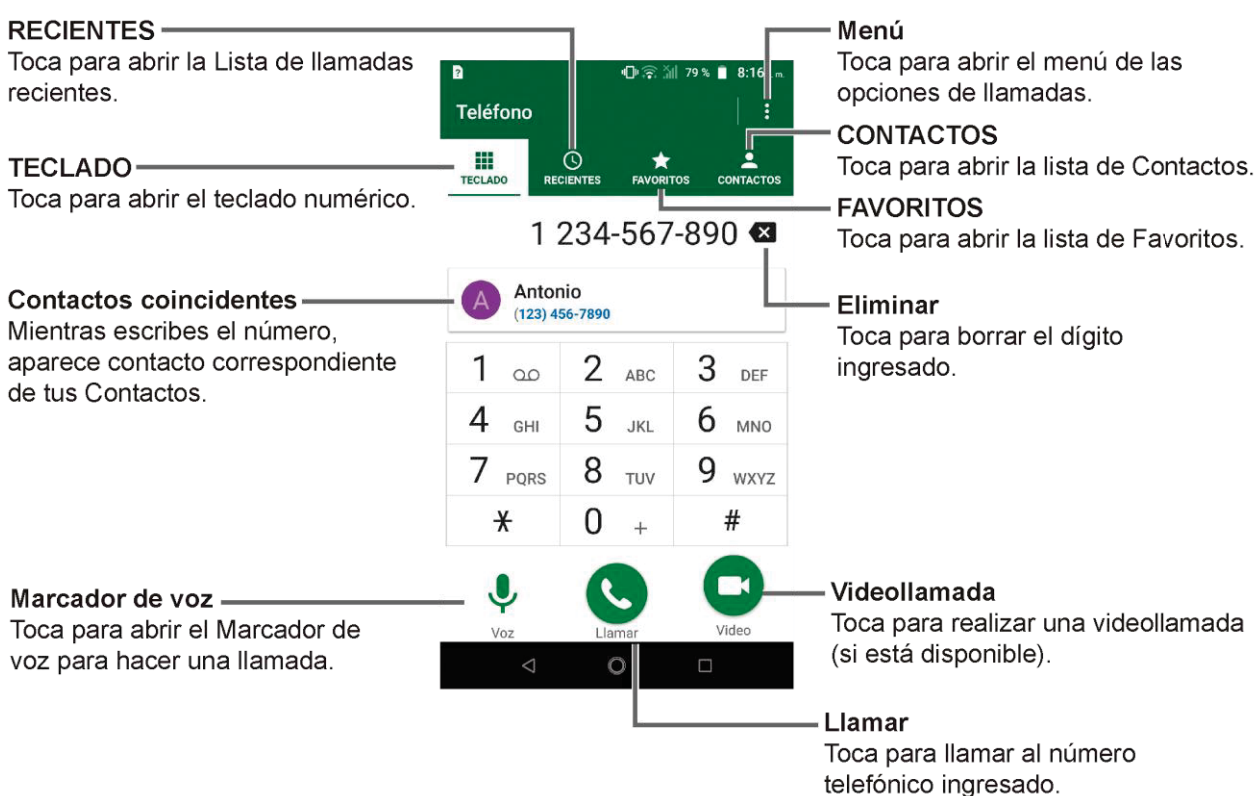 RECIENTES
Toca para abrir la Lista de llamadas
recientes.
TECLADO
Toca para abrir el teclado numérico.
Contactos coincidentes
Mientras escribes el número,
aparece contacto correspondiente
de tus Contactos.
Marcador de voz
Toca para abrir el Marcador de
voz para hacer una llamada.
79 % 8:16
Teléfono
TECLADO RECIENTES FAVORITOS CONTACTOS
1 234-567-890
A Antonio
(123) 456-7890
1 2 ABC 3 DEF
4 GHI 5 JKL 6 MNO
7 PQRS 8 TUV 9 WXYZ
* 0 + #
Voz Llamar Video
Menú
Toca para abrir el menú de las
opciones de llamadas.
CONTACTOS
Toca para abrir la lista de Contactos.
FAVORITOS
Toca para abrir la lista de Favoritos.
Eliminar
Toca para borrar el dígito
ingresado.
Videollamada
Toca para realizar una videollamada
(si está disponible).
Llamar
Toca para llamar al número
telefónico ingresado.